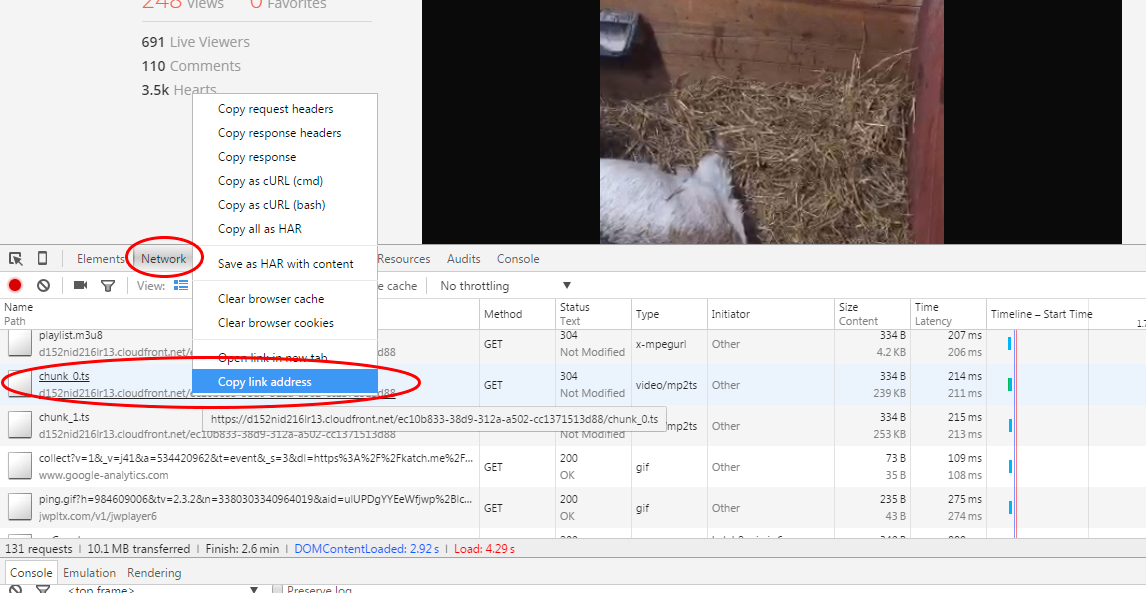 248 Views 0 Favorites
691 Live Viewers
110 Comments
3.5k Hearts
Copy request headers
Copy response headers
Copy response
Copy as cURL (cmd)
Copy as cURL (bash)
Copy all as HAR
Save as HAR with content
Clear browser cache
Clear browser cookies
Open link in new tab
Copy link address
Elements Network Resources Audits Console
View: e cache No throttling
Name Path Method Status Text Type Initiator Size Content Time Latency Timeline – Start Time 1.7
playlist.m3u8 GET 304 x-mpegurl Other 334 B 207 ms
d152nid216lr13.cloudfront.net/ d88 Not Modified 4.2 KB 206 ms
chunk_0.ts GET 304 video/mp2ts Other 334 B 214 ms
d152nid216lr13.cloudfront.net/ec10b833-38d9-312a-a502-cc1371513d88 Not Modified 239 KB 211 ms
https://d152nid216lr13.cloudfront.net/ec10b833-38d9-312a-a502-cc1371513d88/chunk_0.ts
chunk_1.ts mp2ts Other 334 B 215 ms
d152nid216lr13.cloudfront.net/ec10b833-38d9-312a-a502-cc1371513d88 Not Modified 253 KB 213 ms
collect?v=1&_v=j41&a=534420962&t=event&_s=3&dl=https%3A%2F%2Fkatch.me%2F... GET 200 gif Other 73 B 109 ms
www.google-analytics.com OK 35 B 108 ms
ping.gif?h=984609006&tv=2.3.2&n=3380303340964019&aid=ulUPDgYYEeWfjwp%2BIc... GET 200 gif Other 235 B 275 ms
jwpltx.com/v1/jwplayer6 OK 43 B 274 ms
131 requests | 10.1 MB transferred | Finish: 2.6 min | DOMContentLoaded: 2.92 s | Load: 4.29 s
Console Emulation Rendering
<top frame> Preserve log